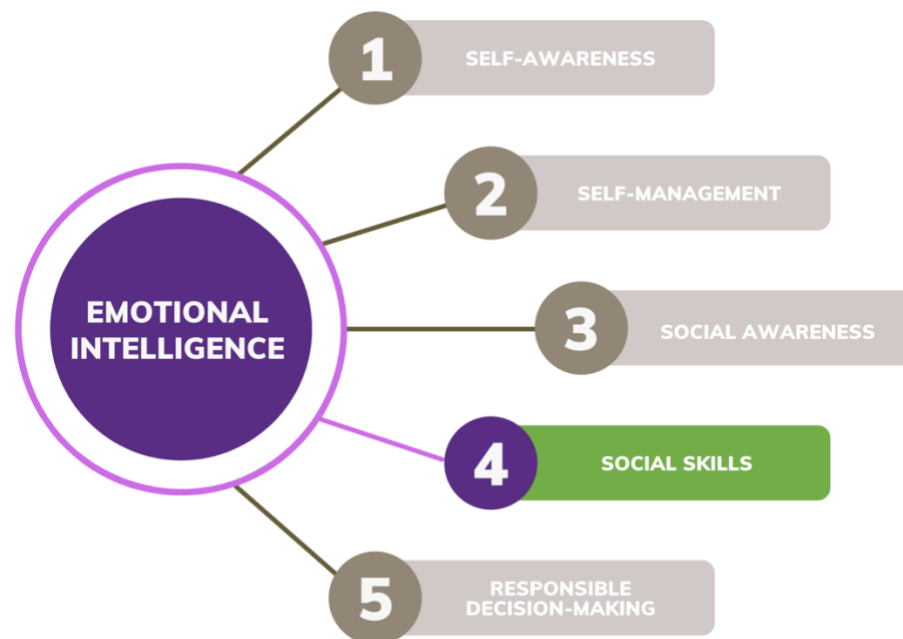 1
SELF-AWARENESS
2
SELF-MANAGEMENT
EMOTIONAL
INTELLIGENCE
3
SOCIAL AWARENESS
4
SOCIAL SKILLS
5
RESPONSIBLE
DECISION-MAKING